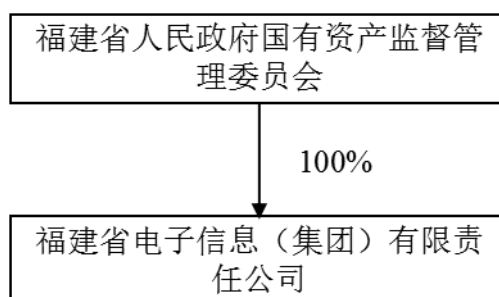 福建省人民政府国有资产监督管
理委员会
100%
福建省电子信息（集团）有限责
任公司